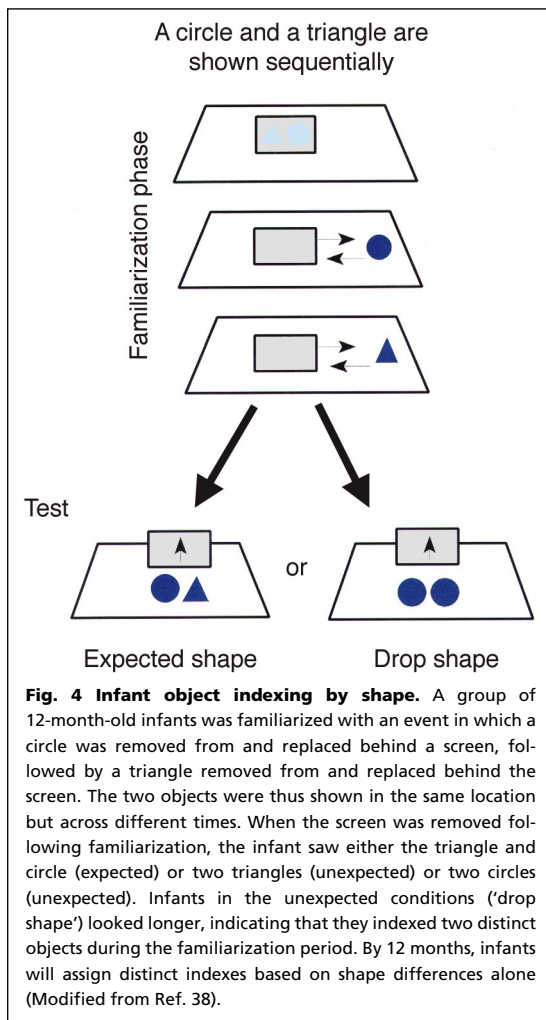 A circle and a triangle are
shown sequentially
Familiarization phase
Test
or
Expected shape
Drop shape
Fig. 4 Infant object indexing by shape. A group of
12-month-old infants was familiarized with an event in which a
circle was removed from and replaced behind a screen, fol-
lowed by a triangle removed from and replaced behind the
screen. The two objects were thus shown in the same location
but across different times. When the screen was removed fol-
lowing familiarization, the infant saw either the triangle and
circle (expected) or two triangles (unexpected) or two circles
(unexpected). Infants in the unexpected conditions (‘drop
shape’) looked longer, indicating that they indexed two distinct
objects during the familiarization period. By 12 months, infants
will assign distinct indexes based on shape differences alone
(Modified from Ref. 38).